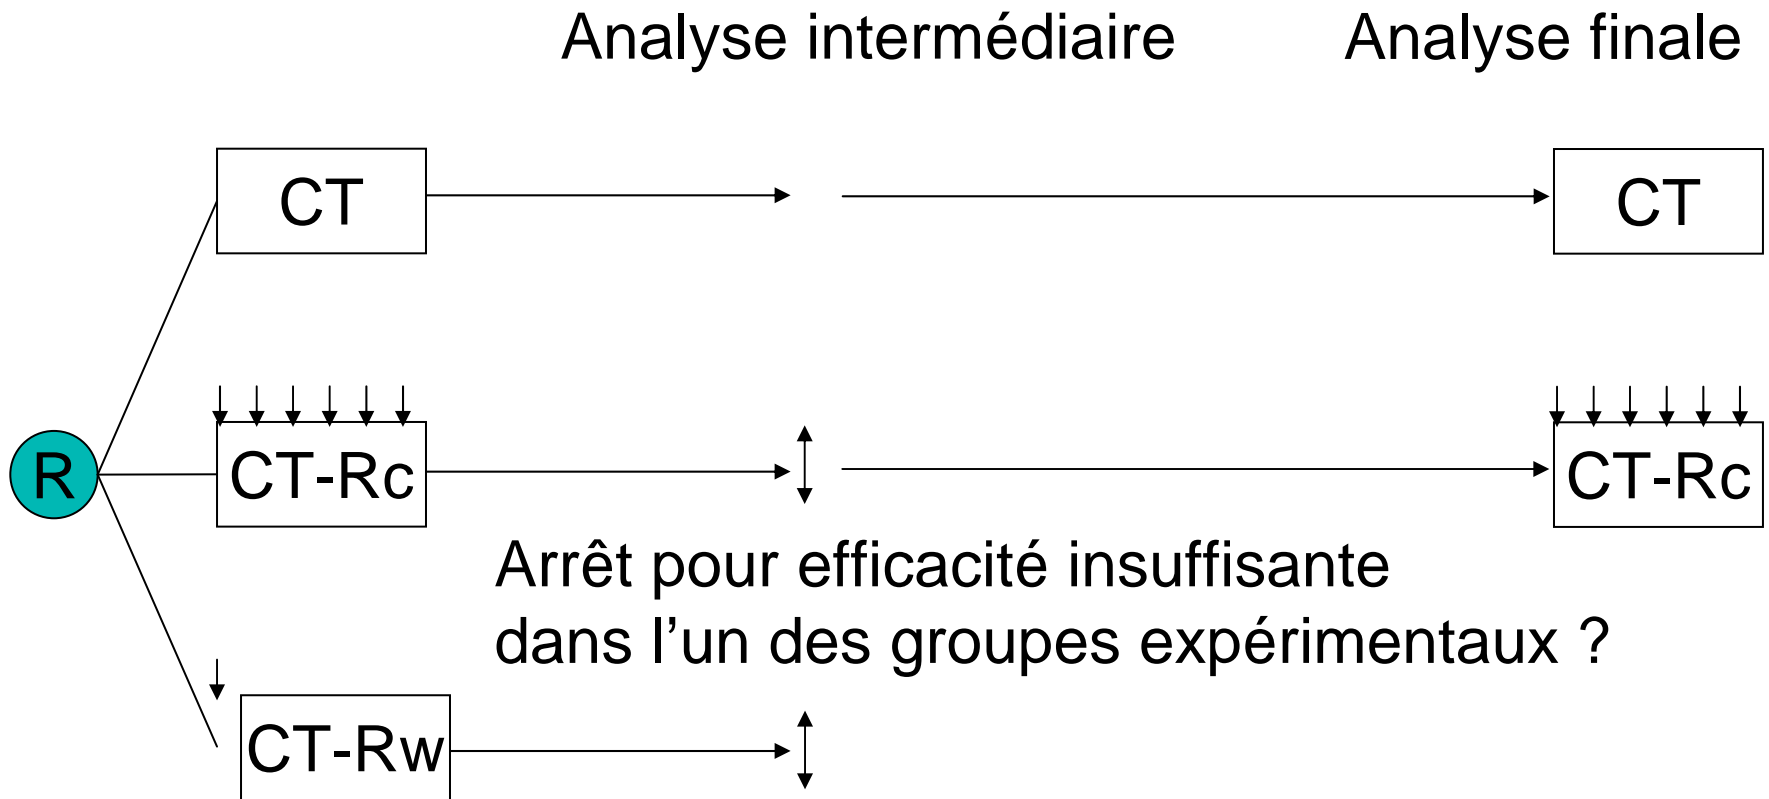 Analyse intermédiaire
Analyse finale
CT
CT
R
CT-Rc
CT-Rc
Arrêt pour efficacité insuffisante
dans l’un des groupes expérimentaux ?
CT-Rw